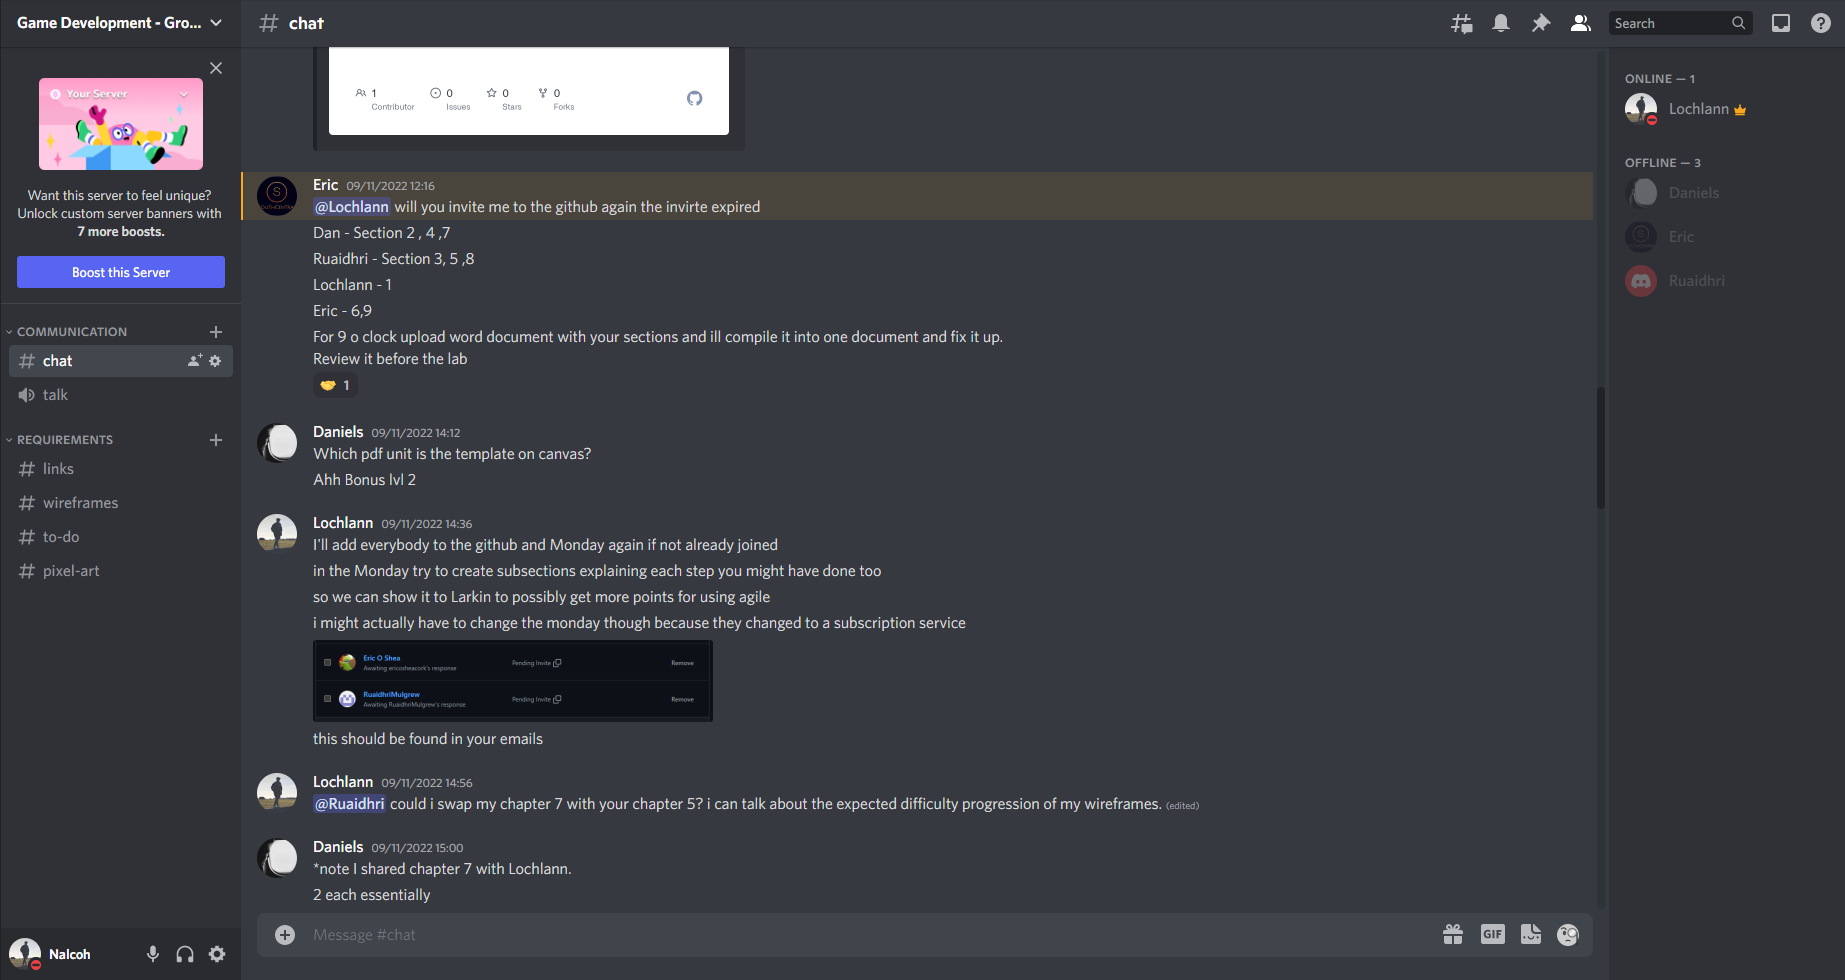 Game Development - Gro...
chat
Search
Your Server
Want this server to feel unique?
Unlock custom server banners with
7 more boosts.
Boost this Server
COMMUNICATION
chat
talk
REQUIREMENTS
links
wireframes
to-do
pixel-art
Nalcoh
1 0 0 0
Contributor Issues Stars Forks
Eric 09/11/2022 12:16
@Lochlann will you invite me to the github again the invirte expired
Dan - Section 2 , 4 ,7
Ruaidhri - Section 3, 5 ,8
Lochlann - 1
Eric - 6,9
For 9 o clock upload word document with your sections and ill compile it into one document and fix it up.
Review it before the lab
1
Daniels 09/11/2022 14:12
Which pdf unit is the template on canvas?
Ahh Bonus lvl 2
Lochlann 09/11/2022 14:36
I'll add everybody to the github and Monday again if not already joined
in the Monday try to create subsections explaining each step you might have done too
so we can show it to Larkin to possibly get more points for using agile
i might actually have to change the monday though because they changed to a subscription service
Eric O Shea
Awaiting ericosheacork's response Pending Invite Remove
RuaidhriMulgrew
Awaiting RuaidhriMulgrew's response Pending Invite Remove
this should be found in your emails
Lochlann 09/11/2022 14:56
@Ruaidhri could i swap my chapter 7 with your chapter 5? i can talk about the expected difficulty progression of my wireframes. (edited)
Daniels 09/11/2022 15:00
*note I shared chapter 7 with Lochlann.
2 each essentially
Message #chat
GIF
ONLINE — 1
Lochlann
OFFLINE — 3
Daniels
Eric
Ruaidhri